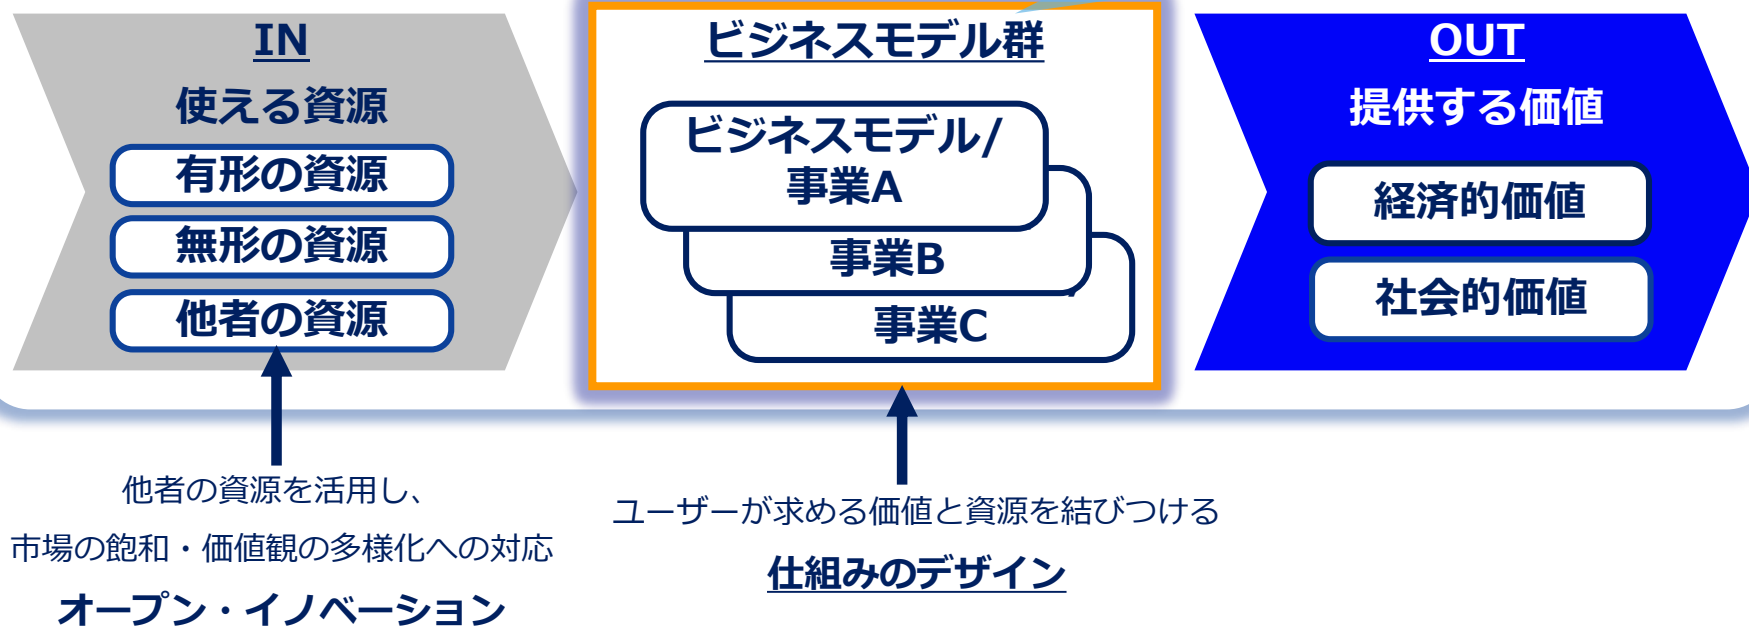 IN
使える資源
有形の資源
無形の資源
他者の資源
ビジネスモデル群
ビジネスモデル/
事業A
事業B
事業C
OUT
提供する価値
経済的価値
社会的価値
他者の資源を活用し、
市場の飽和・価値観の多様化への対応
オープン・イノベーション
ユーザーが求める価値と資源を結びつける
仕組みのデザイン